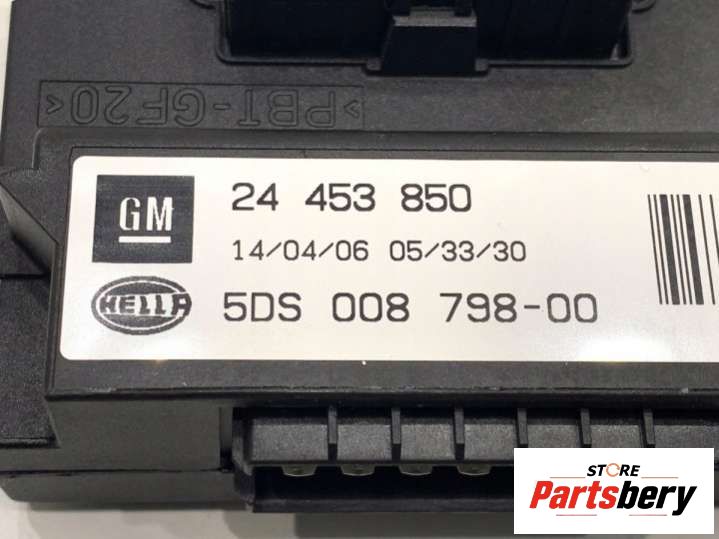 >PBT-GF20<
GM
24 453 850
14/04/06 05/33/30
HELLA
5DS 008 798-00
STORE
Partsbery